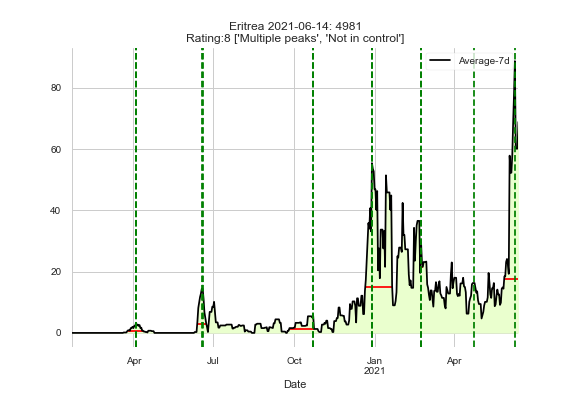 Eritrea 2021-06-14: 4981
Rating:8 ['Multiple peaks', 'Not in control']
Average-7d
80
60
40
20
0
Apr
Jul
Oct
Jan
2021
Apr
Date